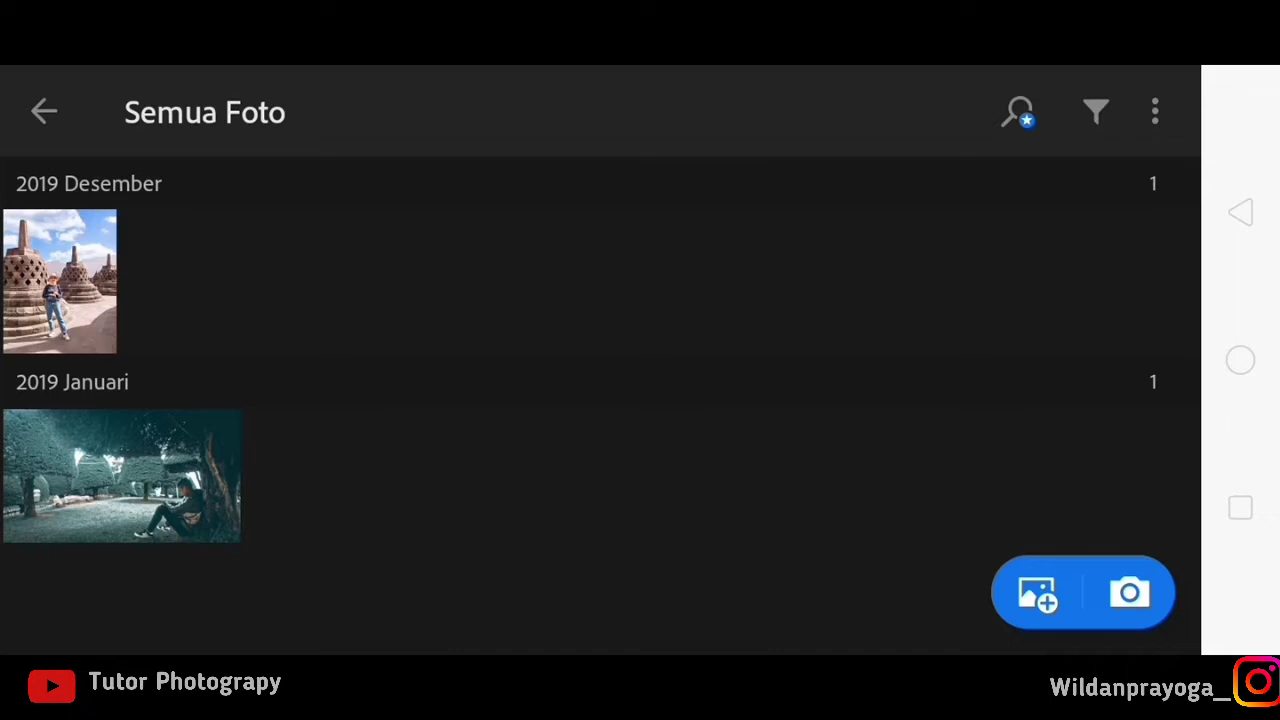 Semua Foto
2019 Desember
1
2019 Januari
1
Tutor Photograpy
Wildanprayoga_